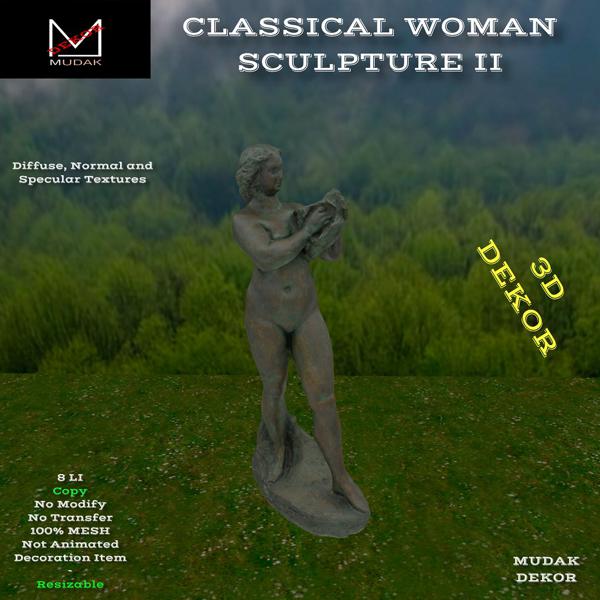 DEKOR
MUDAK
CLASSICAL WOMAN
SCULPTURE II
Diffuse, Normal and
Specular Textures
3D
DEKOR
8 LI
Copy
No Modify
No Transfer
100% MESH
Not Animated
Decoration Item
-
Resizable
MUDAK
DEKOR